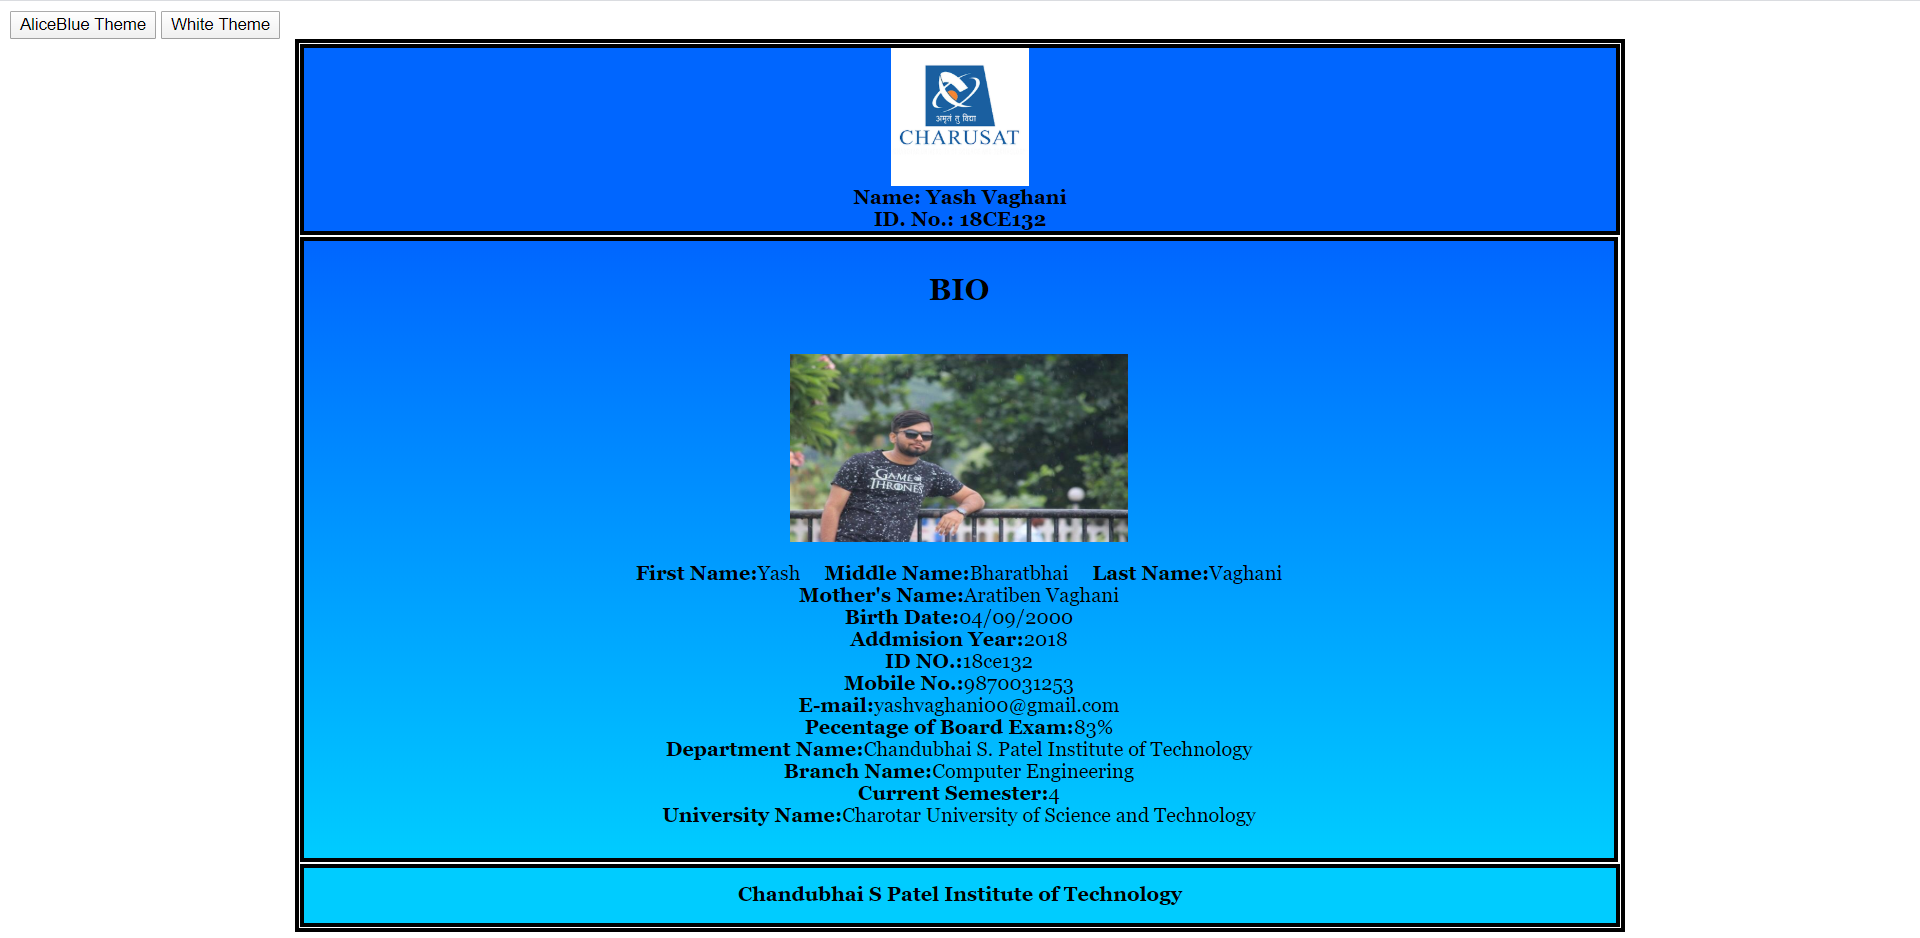 AliceBlue Theme White Theme
अमृतं तु विद्या
CHARUSAT
Name: Yash Vaghani
ID. No.: 18CE132
BIO
GAME OF
THRONES
First Name:Yash Middle Name:Bharatbhai Last Name:Vaghani
Mother's Name:Aratiben Vaghani
Birth Date:04/09/2000
Addmision Year:2018
ID NO.:18ce132
Mobile No.:9870031253
E-mail:yashvaghani00@gmail.com
Pecentage of Board Exam:83%
Department Name:Chandubhai S. Patel Institute of Technology
Branch Name:Computer Engineering
Current Semester:4
University Name:Charotar University of Science and Technology
Chandubhai S Patel Institute of Technology